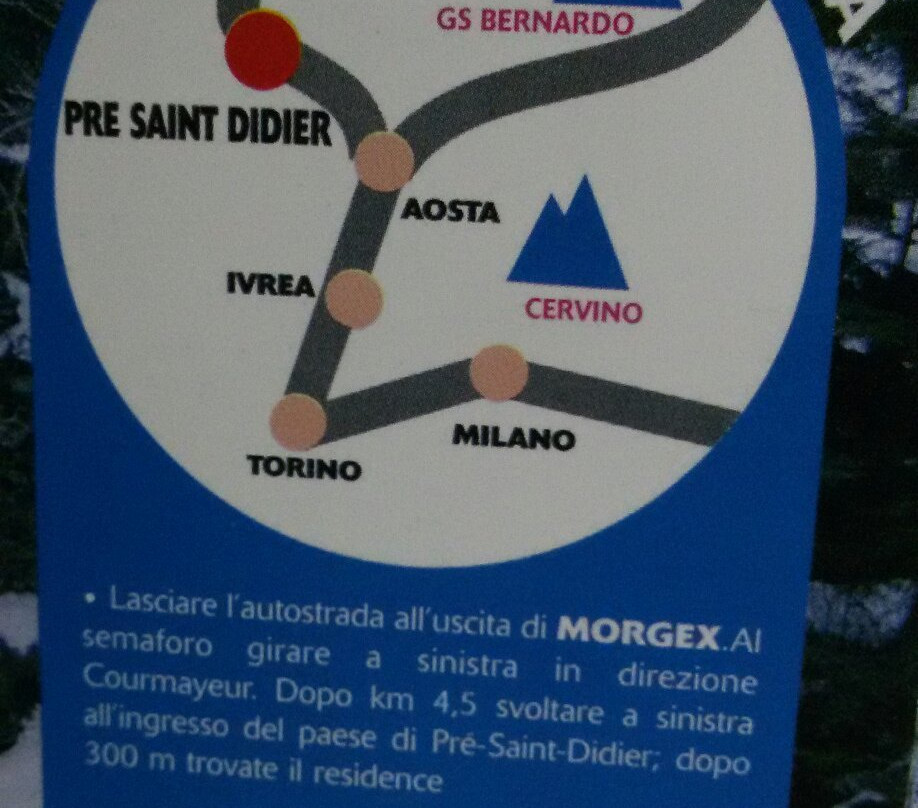 GS BERNARDO
PRE SAINT DIDIER
AOSTA
IVREA
CERVINO
MILANO
TORINO
• Lasciare l'autostrada all'uscita di MORGEX.Al
semaforo girare a sinistra in direzione
Courmayeur. Dopo km 4,5 svoltare a sinistra
all'ingresso del paese di Pré-Saint-Didier; dopo
300 m trovate il residence